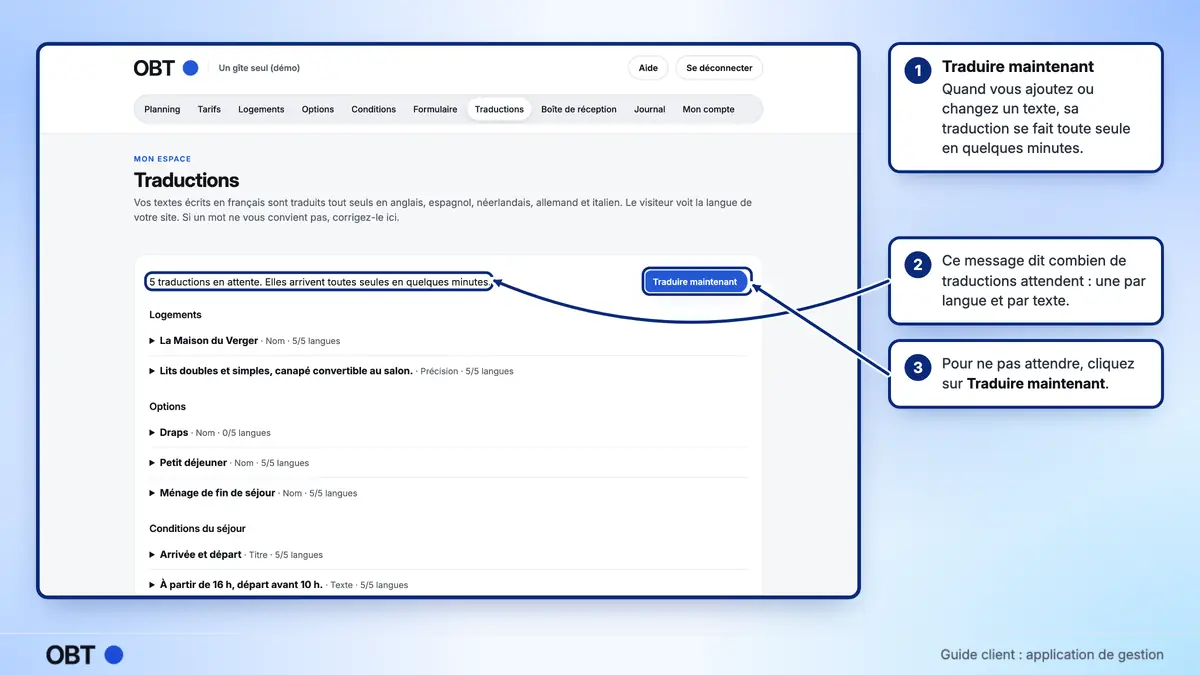 OBT
Un gîte seul (démo)
Aide
Se déconnecter
Planning
Tarifs
Logements
Options
Conditions
Formulaire
Traductions
Boîte de réception
Journal
Mon compte
MON ESPACE
Traductions
Vos textes écrits en français sont traduits tout seuls en anglais, espagnol, néerlandais, allemand et italien. Le visiteur voit la langue de
votre site. Si un mot ne vous convient pas, corrigez-le ici.
5 traductions en attente. Elles arrivent toutes seules en quelques minutes.
Traduire maintenant
Logements
La Maison du Verger · Nom · 5/5 langues
Lits doubles et simples, canapé convertible au salon. · Précision · 5/5 langues
Options
Draps · Nom · 0/5 langues
Petit déjeuner · Nom · 5/5 langues
Ménage de fin de séjour · Nom · 5/5 langues
Conditions du séjour
Arrivée et départ · Titre · 5/5 langues
À partir de 16 h, départ avant 10 h. · Texte · 5/5 langues
1
Traduire maintenant
Quand vous ajoutez ou
changez un texte, sa
traduction se fait toute seule
en quelques minutes.
2
Ce message dit combien de
traductions attendent : une par
langue et par texte.
3
Pour ne pas attendre, cliquez
sur Traduire maintenant.
OBT
Guide client : application de gestion